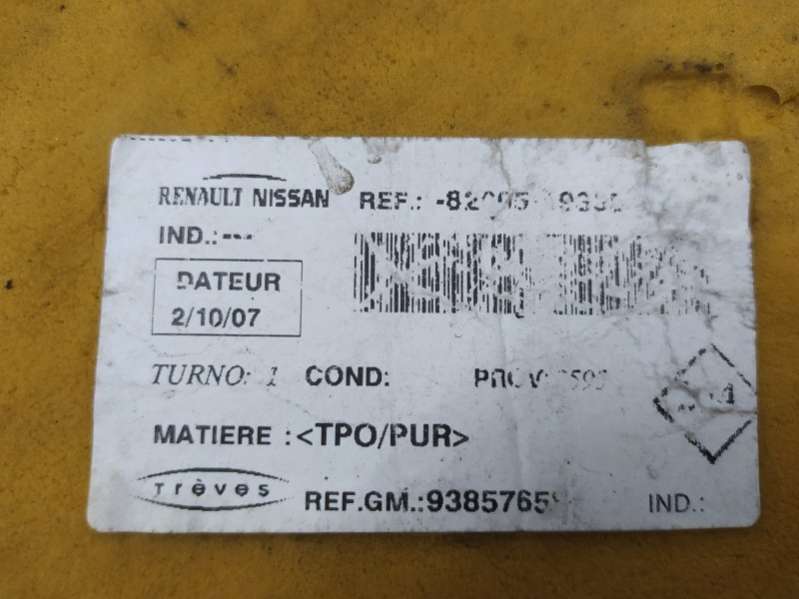 RENAULT NISSAN REF.:
IND.:---
DATEUR
2/10/07
TURNO: 1 COND:
MATIERE :<TPO/PUR>
Trèves REF.GM.: IND.: